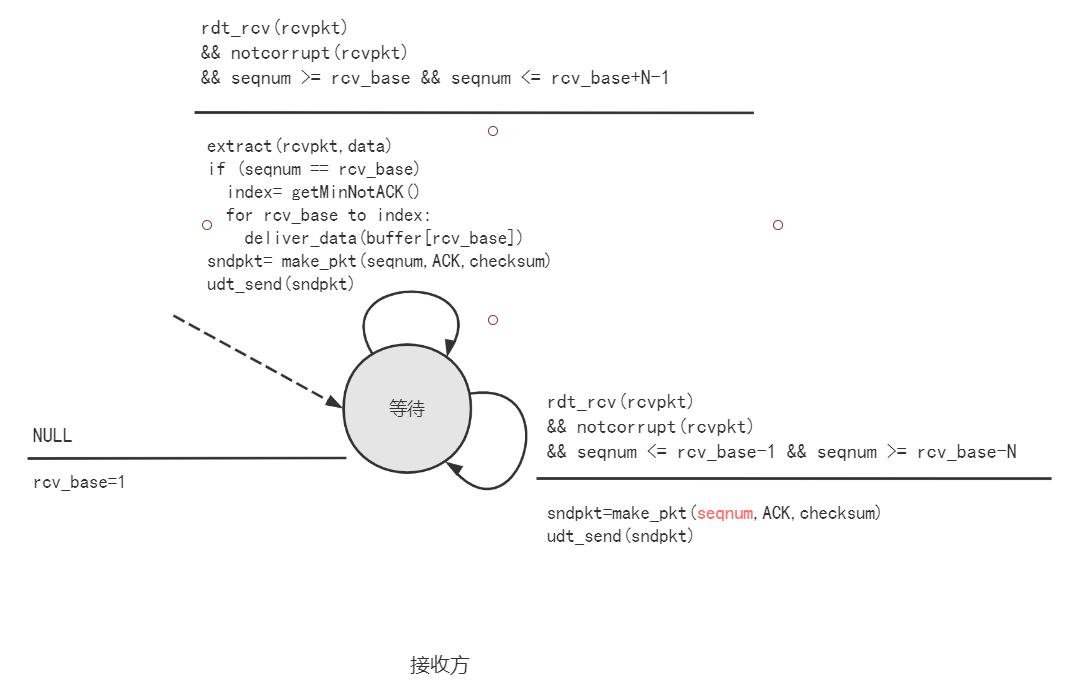 rdt_rcv(rcvpkt)
&& notcorrupt(rcvpkt)
&& seqnum >= rcv_base && seqnum <= rcv_base+N-1
extract(rcvpkt,data)
if (seqnum == rcv_base)
index= getMinNotACK()
for rcv_base to index:
deliver_data(buffer[rcv_base])
sndpkt= make_pkt(seqnum,ACK,checksum)
udt_send(sndpkt)
等待
NULL
rcv_base=1
rdt_rcv(rcvpkt)
&& notcorrupt(rcvpkt)
&& seqnum <= rcv_base-1 && seqnum >= rcv_base-N
sndpkt=make_pkt(seqnum,ACK,checksum)
udt_send(sndpkt)
接收方